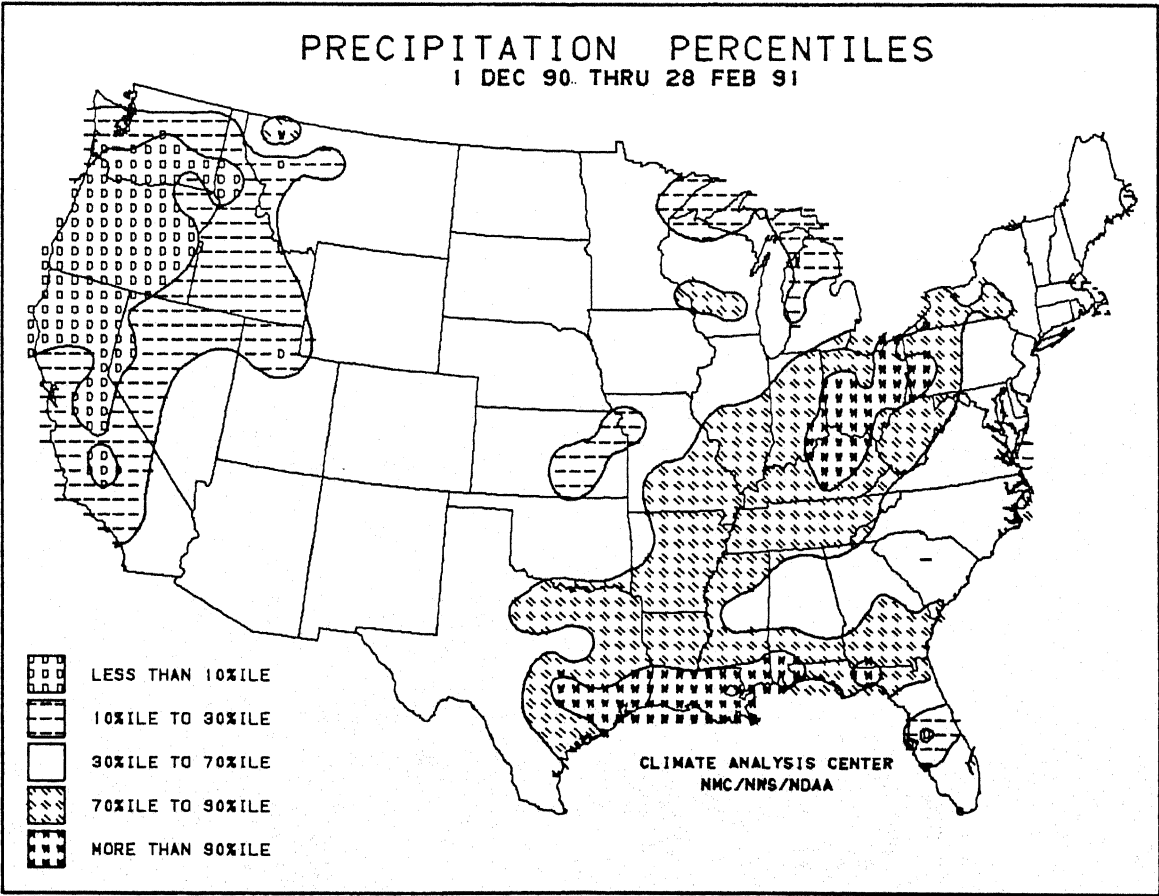 PRECIPITATION PERCENTILES
1 DEC 90 THRU 28 FEB 91
LESS THAN 10%ILE
10%ILE TO 30%ILE
30%ILE TO 70%ILE
70%ILE TO 90%ILE
MORE THAN 90%ILE
CLIMATE ANALYSIS CENTER
NMC/NWS/NOAA